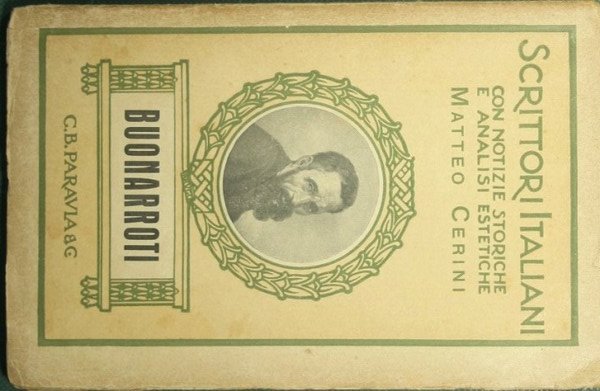 SCRITTORI ITALIANI
CON NOTIZIE STORICHE
E ANALISI ESTETICHE
MATTEO CERINI
BUONARROTI
G.B. PARAVIA & C.